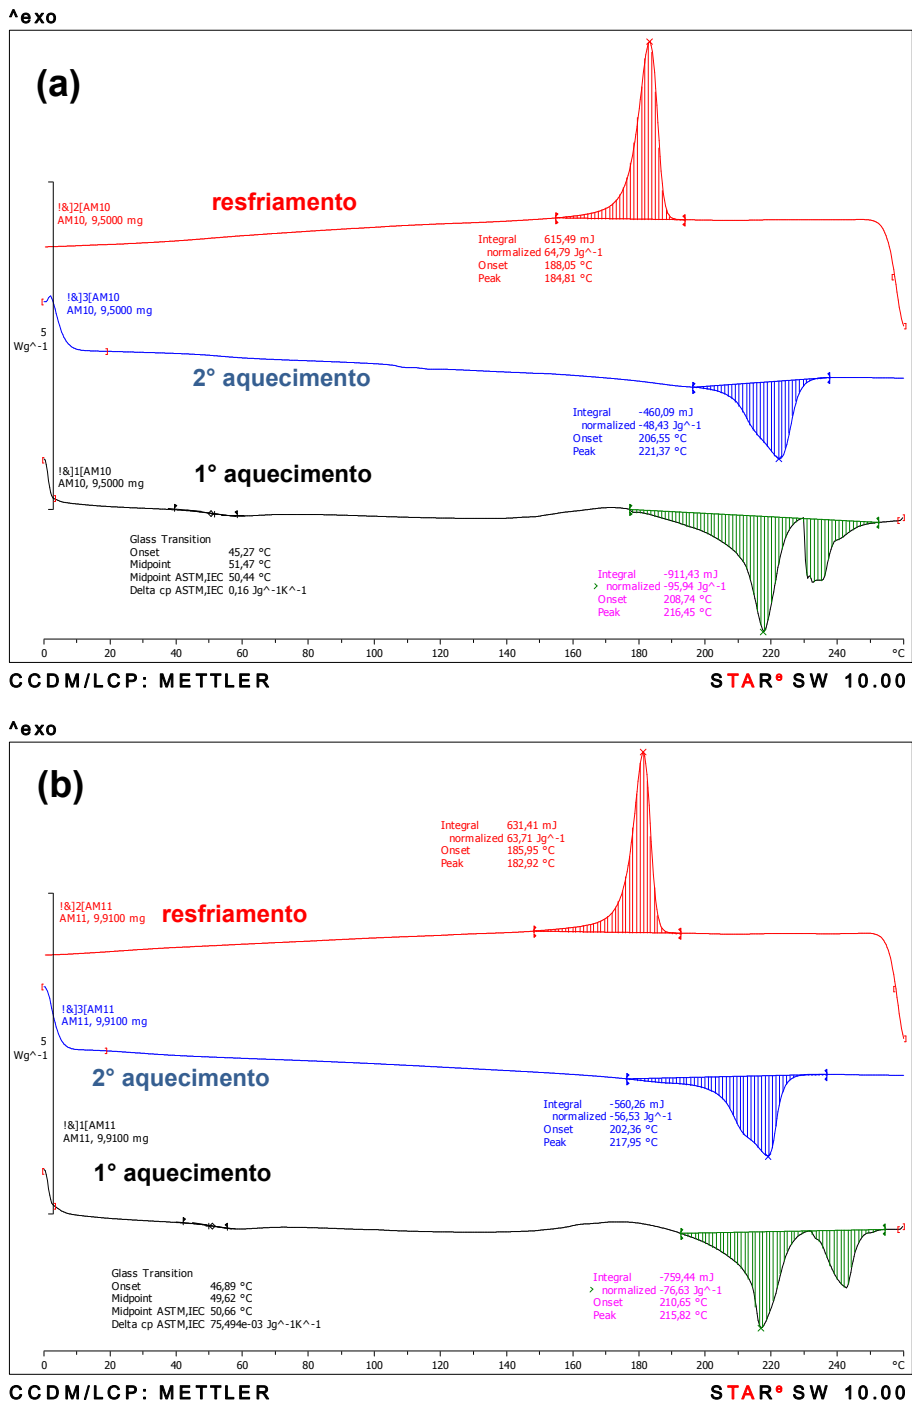 ^exo
(a)
resfriamento
!&]2[AM10
AM10, 9,5000 mg
Integral 615,49 mJ
normalized 64,79 Jg^-1
Onset 188,05 °C
Peak 184,81 °C
!&]3[AM10
AM10, 9,5000 mg
5
Wg^-1
2° aquecimento
Integral -460,09 mJ
normalized -48,43 Jg^-1
Onset 206,55 °C
Peak 221,37 °C
1° aquecimento
!&]1[AM10
AM10, 9,5000 mg
Glass Transition
Onset 45,27 °C
Midpoint 51,47 °C
Midpoint ASTM,IEC 50,44 °C
Delta cp ASTM,IEC 0,16 Jg^-1K^-1
Integral -911,43 mJ
normalized -95,94 Jg^-1
Onset 208,74 °C
Peak 216,45 °C
0 20 40 60 80 100 120 140 160 180 200 220 240 °C
CCDM/LCP: METTLER STARe SW 10.00
^exo
(b)
Integral 631,41 mJ
normalized 63,71 Jg^-1
Onset 185,95 °C
Peak 182,92 °C
!&]2[AM11
AM11, 9,9100 mg
resfriamento
!&]3[AM11
AM11, 9,9100 mg
5
Wg^-1
2° aquecimento
Integral -560,26 mJ
normalized -56,53 Jg^-1
Onset 202,36 °C
Peak 217,95 °C
!&]1[AM11
AM11, 9,9100 mg
1° aquecimento
Glass Transition
Onset 46,89 °C
Midpoint 49,62 °C
Midpoint ASTM,IEC 50,66 °C
Delta cp ASTM,IEC 75,494e-03 Jg^-1K^-1
Integral -759,44 mJ
normalized -76,63 Jg^-1
Onset 210,65 °C
Peak 215,82 °C
0 20 40 60 80 100 120 140 160 180 200 220 240 °C
CCDM/LCP: METTLER STARe SW 10.00